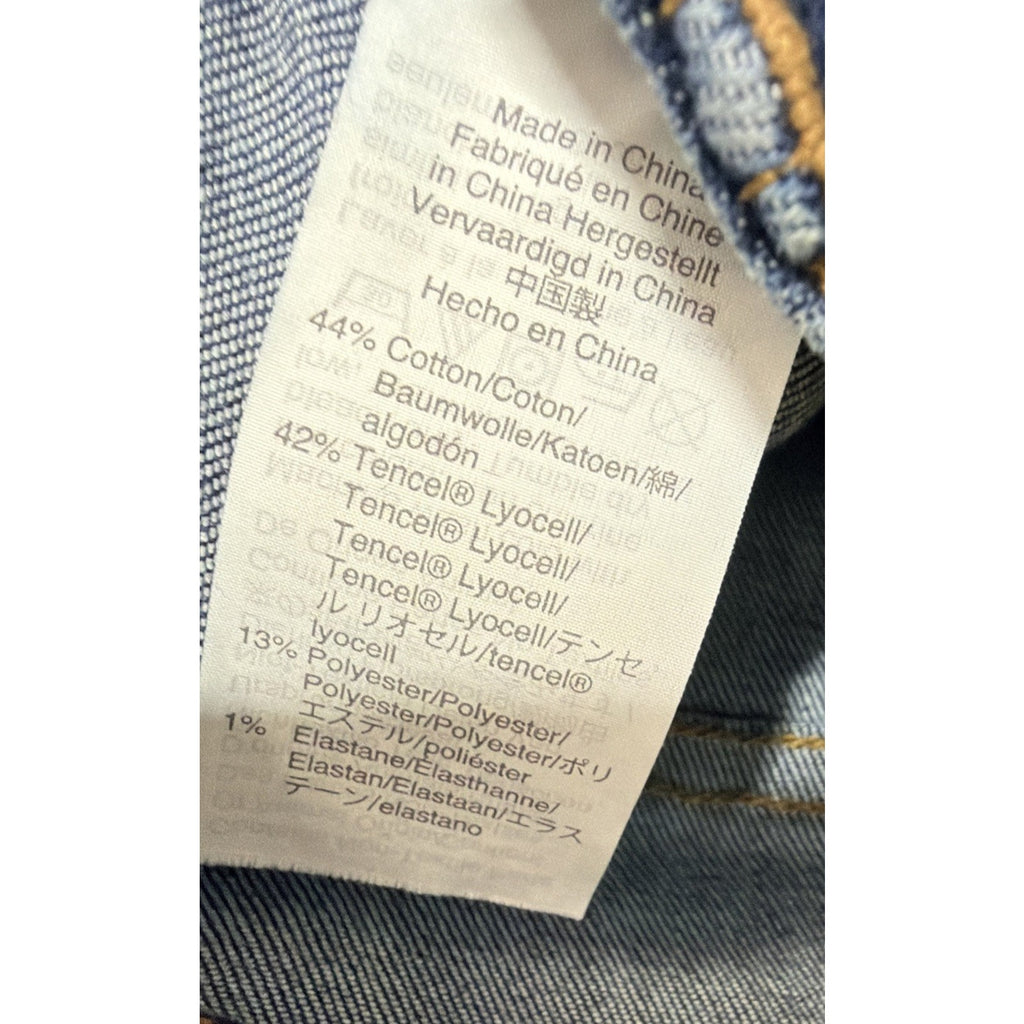 Made in China
Fabriqué en Chine
in China Hergestellt
Vervaardigd in China
中国製
Hecho en China
44% Cotton/Coton/
Baumwolle/Katoen/綿/
algodón
42% Tencel® Lyocell/
Tencel® Lyocell/
Tencel® Lyocell/
Tencel® Lyocell/テンセ
ル リオセル/tencel®
lyocell
13% Polyester/Polyester/
Polyester/Polyester/ポリ
エステル/poliéster
1% Elastane/Élasthanne/
Elastan/Elastaan/エラス
テーン/elastano